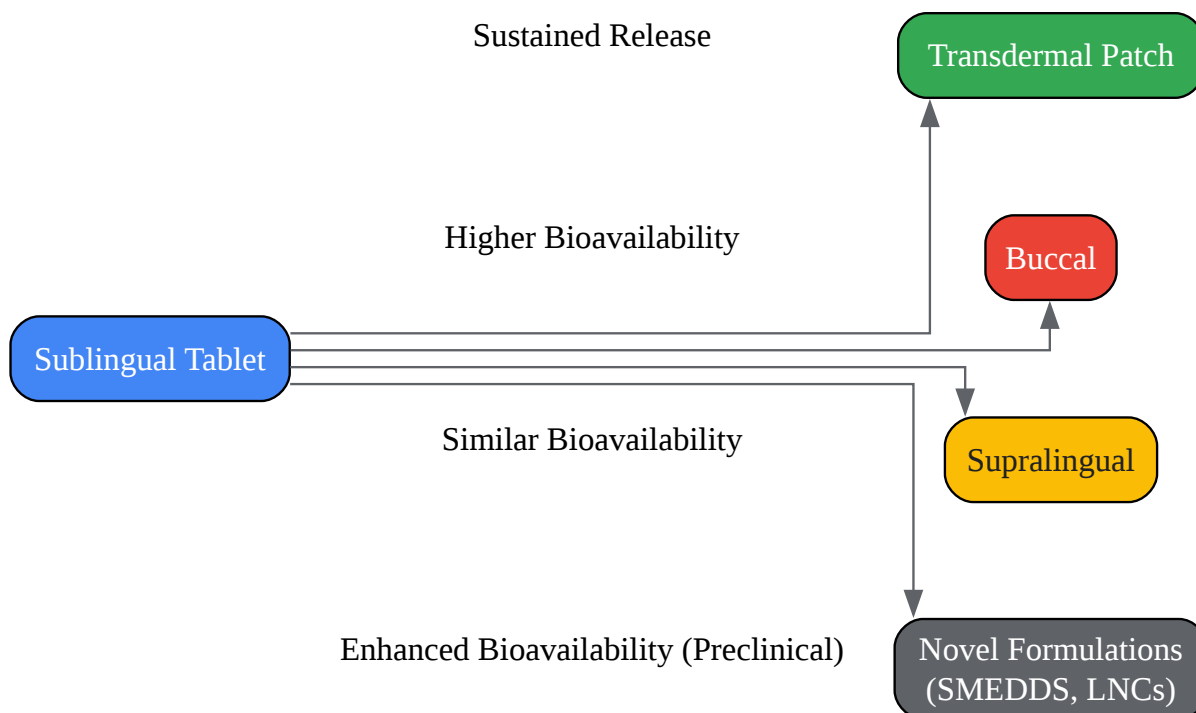 Sustained Release
Transdermal Patch
Higher Bioavailability
Buccal
Sublingual Tablet
Similar Bioavailability
Supralingual
Enhanced Bioavailability (Preclinical)
Novel Formulations
(SMEDDS, LNCs)